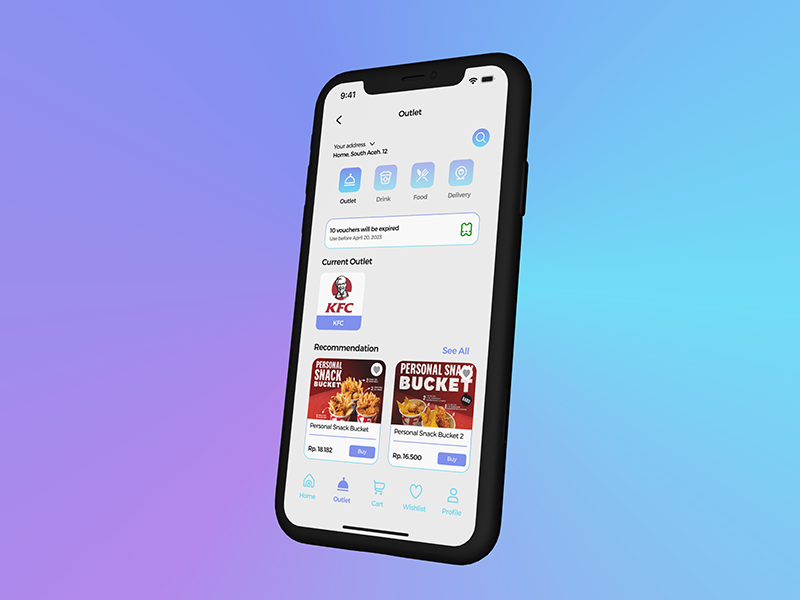 9:41
Outlet
Your address
Home, South Aceh. 12
Outlet
Drink
Food
Delivery
10 vouchers will be expired
Use before April 20, 2023
Current Outlet
KFC
KFC
Recommendation
See All
PERSONAL
SNACK
BUCKET
PERSONAL SNACK
BUCKET
Personal Snack Bucket
Personal Snack Bucket 2
Rp. 18.182
Buy
Rp. 16.500
Buy
Home
Outlet
Cart
Wishlist
Profile